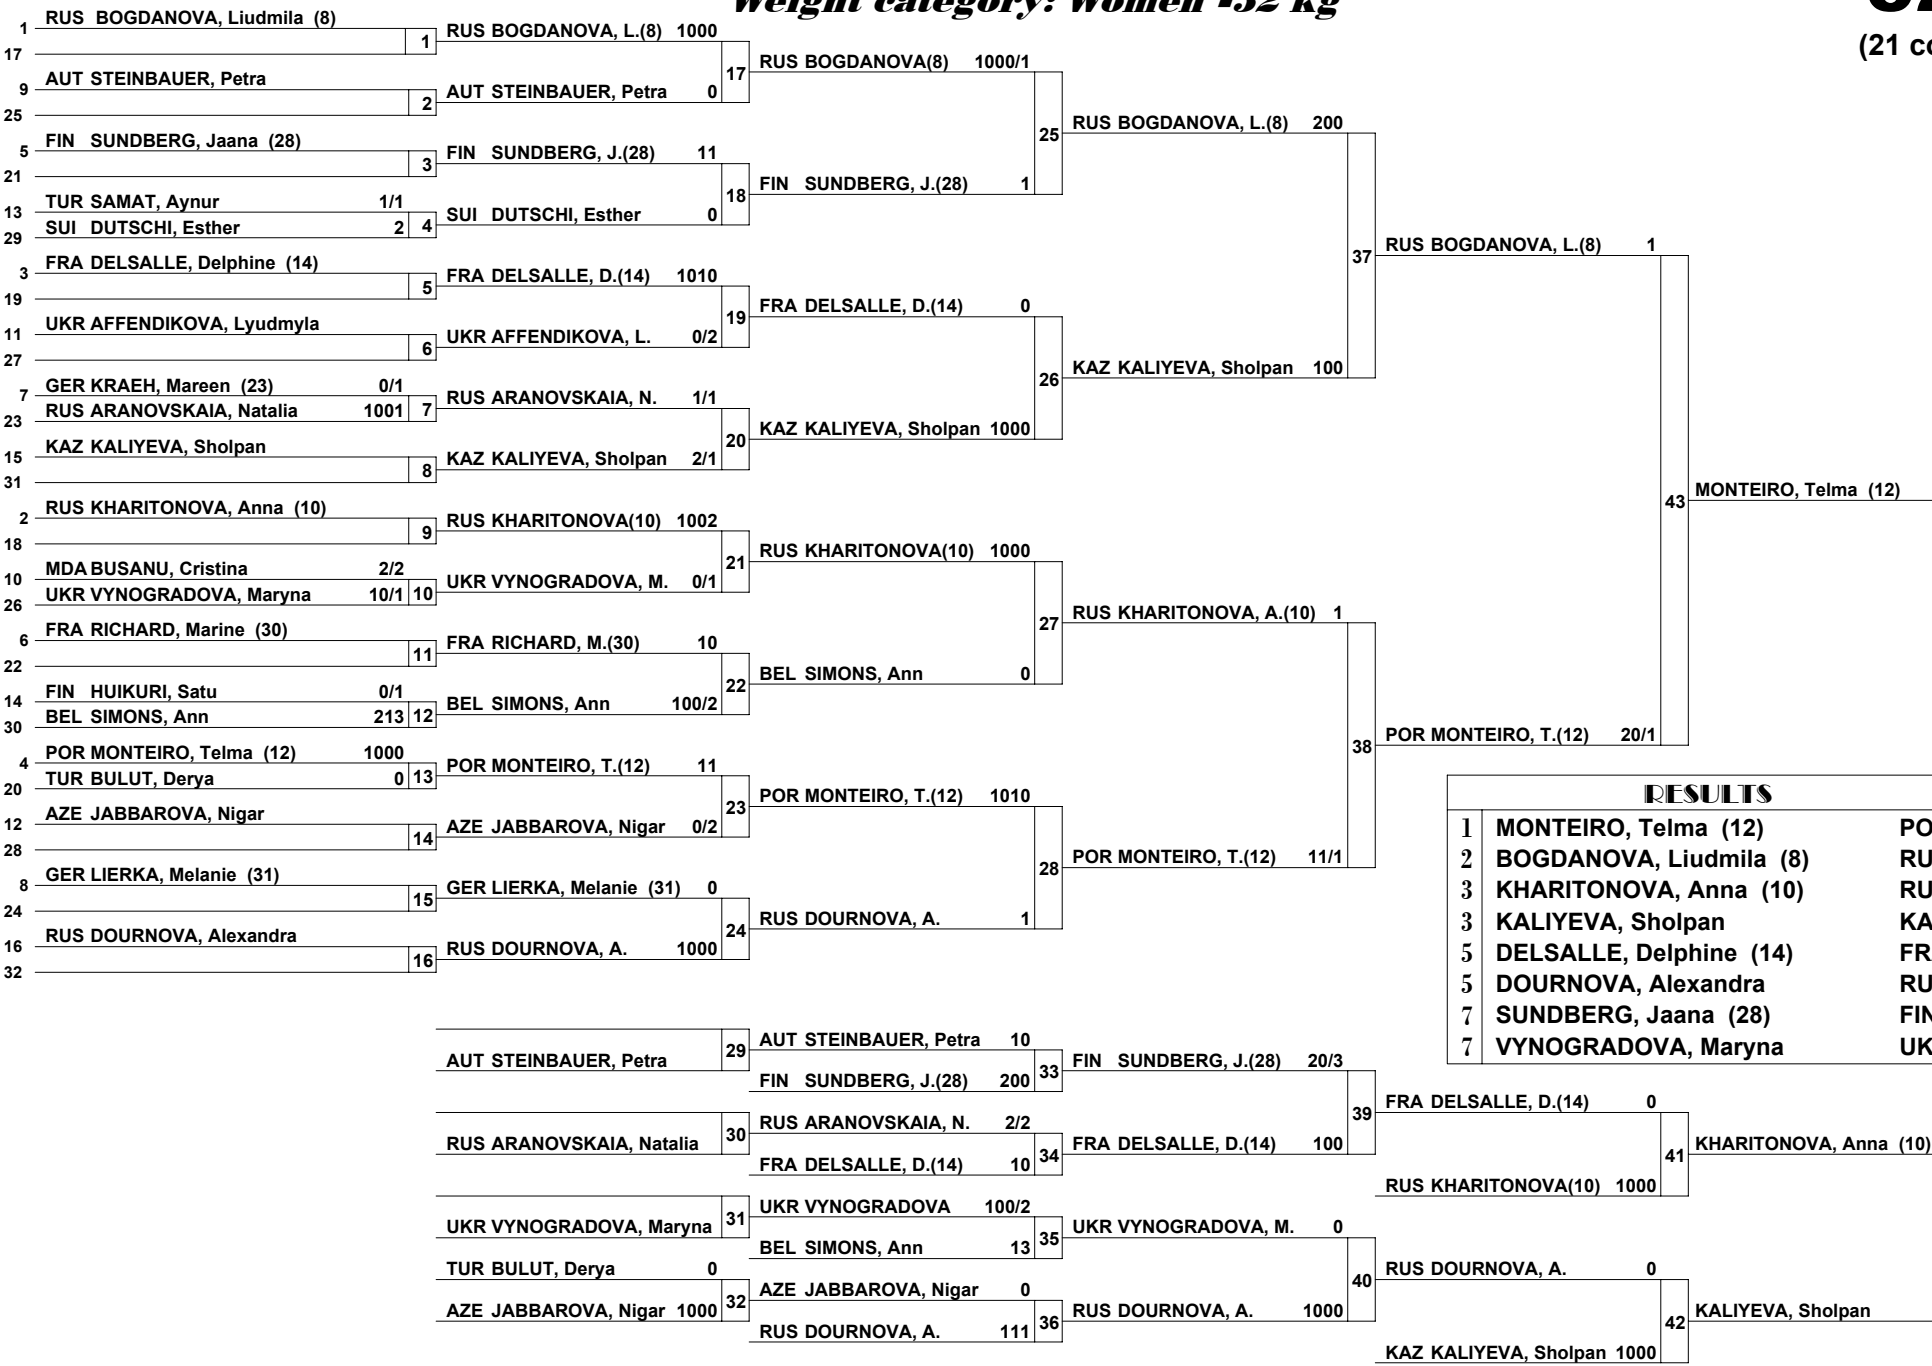 Weight category: Women -52 kg
(21 co
1 RUS BOGDANOVA, Liudmila (8)
17
1
9 AUT STEINBAUER, Petra
25
2
5 FIN SUNDBERG, Jaana (28)
21
3
13 TUR SAMAT, Aynur 1/1
29 SUI DUTSCHI, Esther 2
4
3 FRA DELSALLE, Delphine (14)
19
5
11 UKR AFFENDIKOVA, Lyudmyla
27
6
7 GER KRAEH, Mareen (23) 0/1
23 RUS ARANOVSKAIA, Natalia 1001
7
15 KAZ KALIYEVA, Sholpan
31
8
2 RUS KHARITONOVA, Anna (10)
18
9
10 MDA BUSANU, Cristina 2/2
26 UKR VYNOGRADOVA, Maryna 10/1
10
6 FRA RICHARD, Marine (30)
22
11
14 FIN HUIKURI, Satu 0/1
30 BEL SIMONS, Ann 213
12
4 POR MONTEIRO, Telma (12) 1000
20 TUR BULUT, Derya 0
13
12 AZE JABBAROVA, Nigar
28
14
8 GER LIERKA, Melanie (31)
24
15
16 RUS DOURNOVA, Alexandra
32
16
RUS BOGDANOVA, L.(8) 1000
17
AUT STEINBAUER, Petra 0
FIN SUNDBERG, J.(28) 11
18
SUI DUTSCHI, Esther 0
FRA DELSALLE, D.(14) 1010
19
UKR AFFENDIKOVA, L. 0/2
RUS ARANOVSKAIA, N. 1/1
20
KAZ KALIYEVA, Sholpan 2/1
RUS KHARITONOVA(10) 1002
21
UKR VYNOGRADOVA, M. 0/1
FRA RICHARD, M.(30) 10
22
BEL SIMONS, Ann 100/2
POR MONTEIRO, T.(12) 11
23
AZE JABBAROVA, Nigar 0/2
GER LIERKA, Melanie (31) 0
24
RUS DOURNOVA, A. 1000
RUS BOGDANOVA(8) 1000/1
25
FIN SUNDBERG, J.(28) 1
FRA DELSALLE, D.(14) 0
26
KAZ KALIYEVA, Sholpan 1000
RUS KHARITONOVA(10) 1000
27
BEL SIMONS, Ann 0
POR MONTEIRO, T.(12) 1010
28
RUS DOURNOVA, A. 1
RUS BOGDANOVA, L.(8) 200
37
KAZ KALIYEVA, Sholpan 100
RUS KHARITONOVA, A.(10) 1
38
POR MONTEIRO, T.(12) 11/1
RUS BOGDANOVA, L.(8) 1
43
POR MONTEIRO, T.(12) 20/1
MONTEIRO, Telma (12)
RESULTS
1 MONTEIRO, Telma (12) PO
2 BOGDANOVA, Liudmila (8) RU
3 KHARITONOVA, Anna (10) RU
3 KALIYEVA, Sholpan KA
5 DELSALLE, Delphine (14) FR
5 DOURNOVA, Alexandra RU
7 SUNDBERG, Jaana (28) FIN
7 VYNOGRADOVA, Maryna UK
AUT STEINBAUER, Petra
29
RUS ARANOVSKAIA, Natalia
30
UKR VYNOGRADOVA, Maryna
31
TUR BULUT, Derya 0
32
AZE JABBAROVA, Nigar 1000
AUT STEINBAUER, Petra 10
33
FIN SUNDBERG, J.(28) 200
RUS ARANOVSKAIA, N. 2/2
34
FRA DELSALLE, D.(14) 10
UKR VYNOGRADOVA 100/2
35
BEL SIMONS, Ann 13
AZE JABBAROVA, Nigar 0
36
RUS DOURNOVA, A. 111
FIN SUNDBERG, J.(28) 20/3
39
FRA DELSALLE, D.(14) 100
UKR VYNOGRADOVA, M. 0
40
RUS DOURNOVA, A. 1000
FRA DELSALLE, D.(14) 0
41
RUS KHARITONOVA(10) 1000
RUS DOURNOVA, A. 0
42
KAZ KALIYEVA, Sholpan 1000
KHARITONOVA, Anna (10)
KALIYEVA, Sholpan